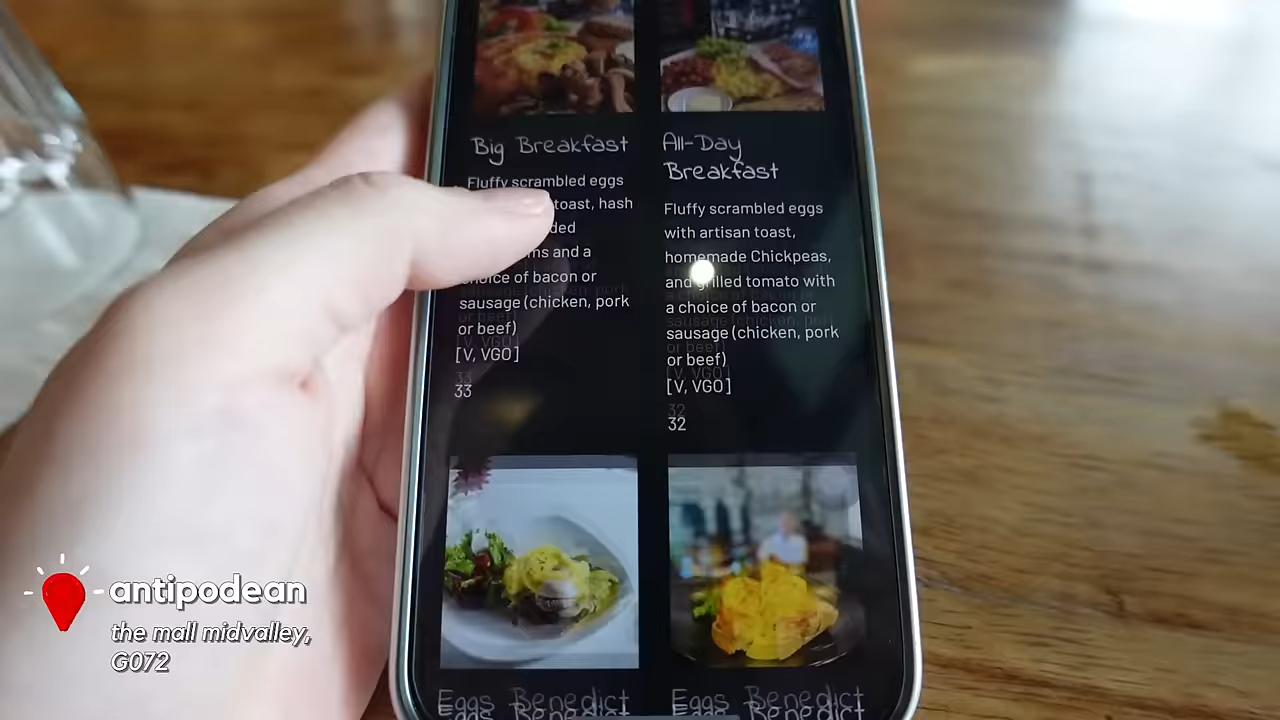 Big Breakfast
Fluffy scrambled eggs
toast, hash
and a
choice of bacon or
sausage (chicken, pork
or beef)
[V, VGO]
33
All-Day
Breakfast
Fluffy scrambled eggs
with artisan toast,
homemade Chickpeas,
and grilled tomato with
a choice of bacon or
sausage (chicken, pork
or beef)
[V, VGO]
32
Eggs Benedict
Eggs Benedict
antipodean
the mall midvalley,
G072